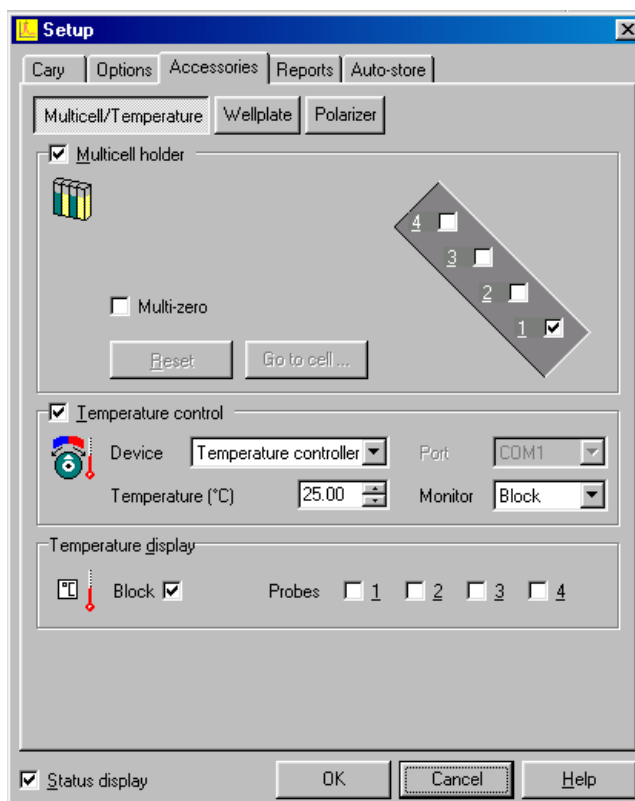 Setup
Cary Options Accessories Reports Auto-store
Multicell/Temperature Wellplate Polarizer
Multicell holder
4
3
2
1
Multi-zero
Reset Go to cell ...
Temperature control
Device Temperature controller Port COM1
Temperature (°C) 25.00 Monitor Block
Temperature display
°C Block Probes 1 2 3 4
Status display OK Cancel Help